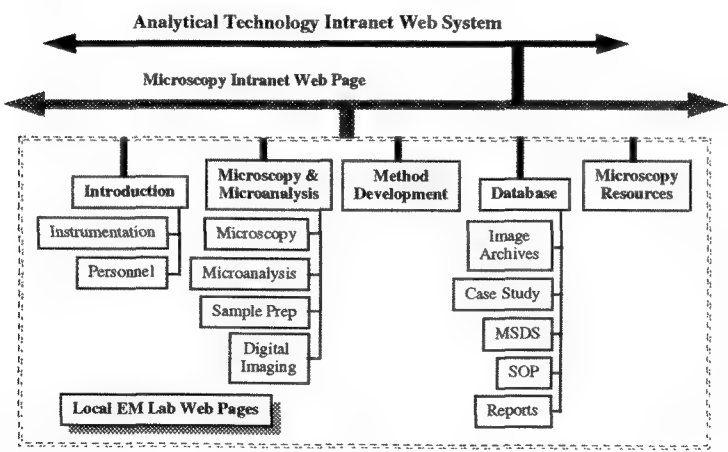 Analytical Technology Intranet Web System
Microscopy Intranet Web Page
Introduction
Instrumentation
Personnel
Microscopy &
Microanalysis
Microscopy
Microanalysis
Sample Prep
Digital
Imaging
Method
Development
Database
Image
Archives
Case Study
MSDS
SOP
Reports
Microscopy
Resources
Local EM Lab Web Pages